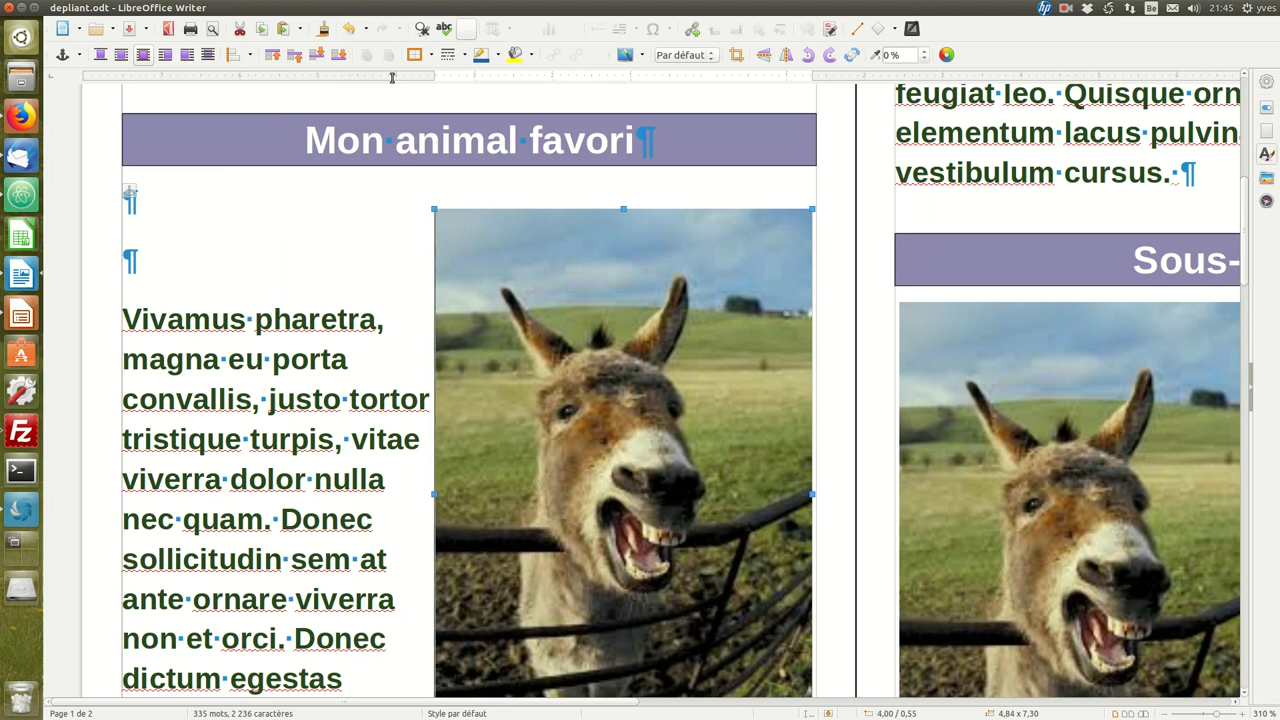 depliant.odt - LibreOffice Writer
Be
21:45
yves
abc
Par défaut
0 %
Mon animal favori¶
¶
¶
Vivamus pharetra,
magna eu porta
convallis, justo tortor
tristique turpis, vitae
viverra dolor nulla
nec quam. Donec
sollicitudin sem at
ante ornare viverra
non et orci. Donec
dictum egestas
feugiat leo. Quisque orn
elementum lacus pulvin
vestibulum cursus. ¶
Sous-
Page 1 de 2
335 mots, 2 236 caractères
Style par défaut
4,00 / 0,55
4,84 x 7,30
310 %